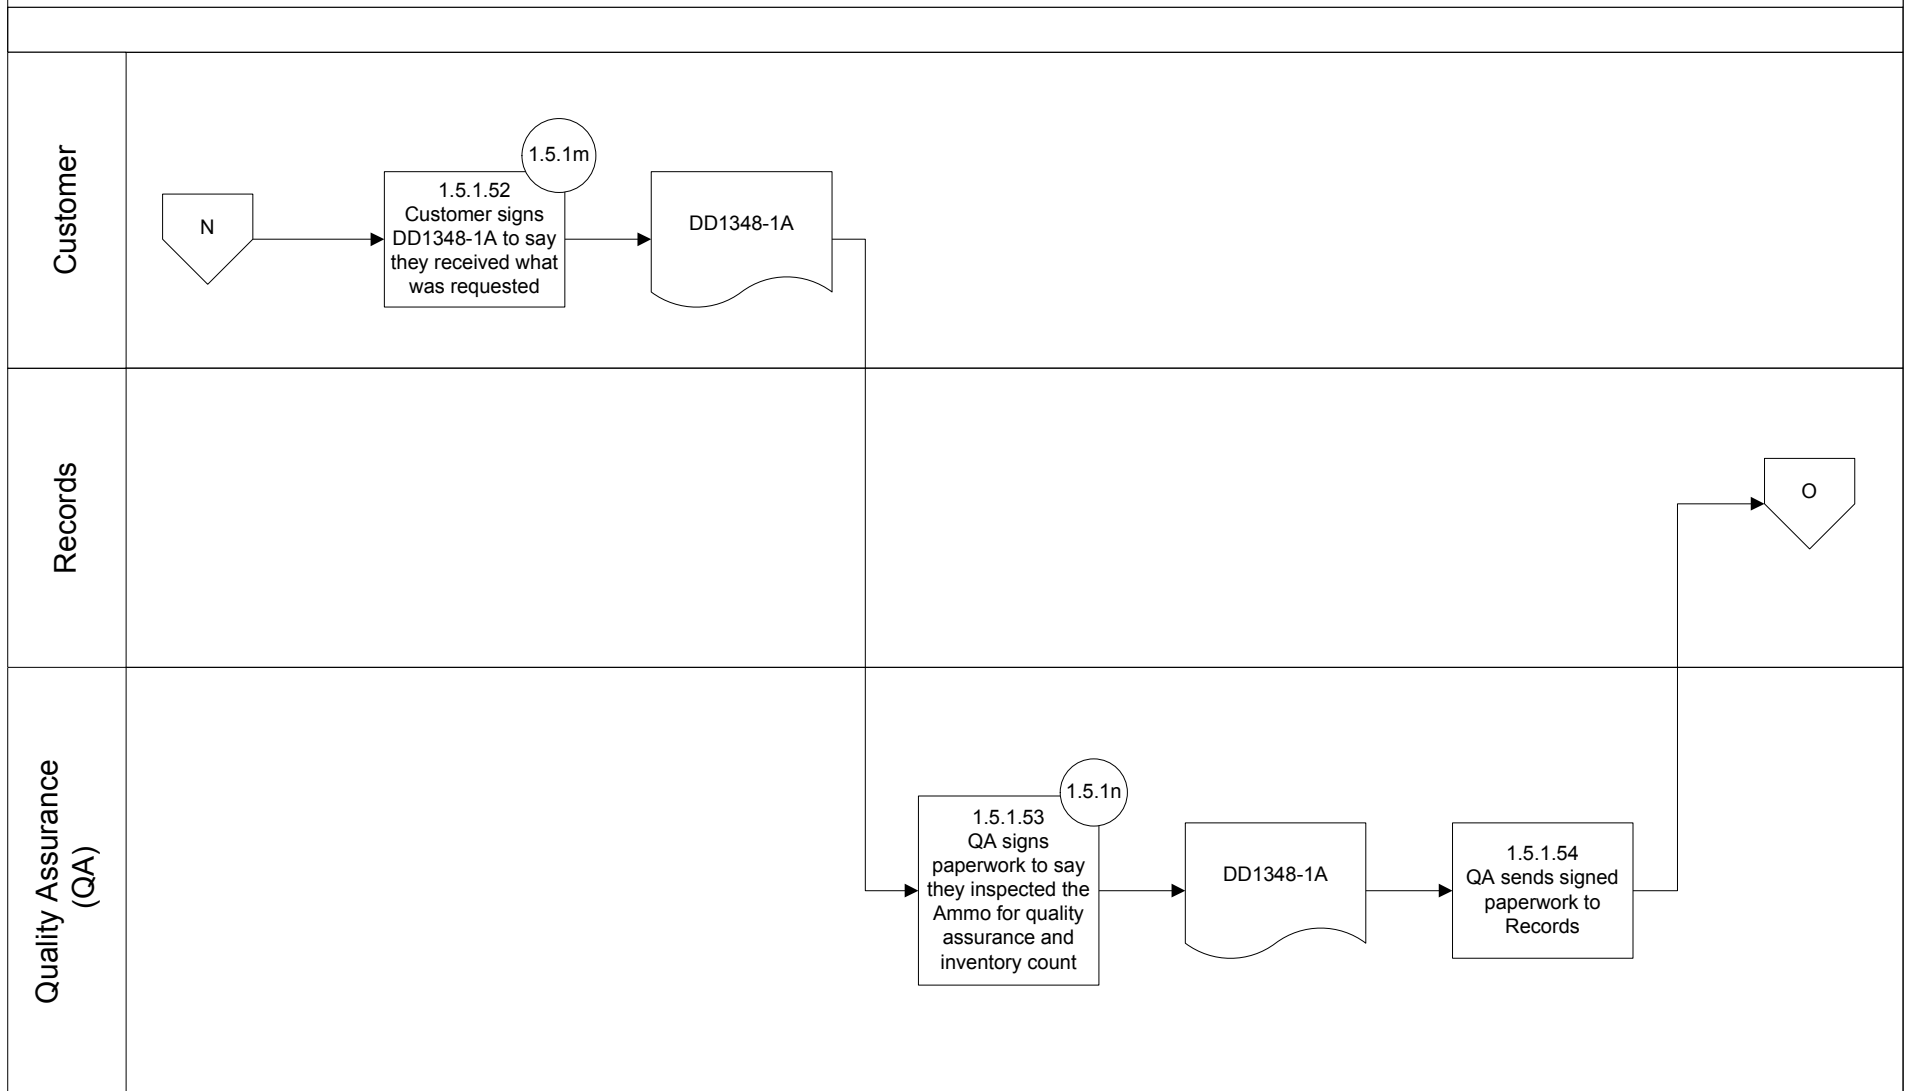 Customer
N
1.5.1m
1.5.1.52
Customer signs
DD1348-1A to say
they received what
was requested
DD1348-1A
Records
O
Quality Assurance
(QA)
1.5.1n
1.5.1.53
QA signs
paperwork to say
they inspected the
Ammo for quality
assurance and
inventory count
DD1348-1A
1.5.1.54
QA sends signed
paperwork to
Records